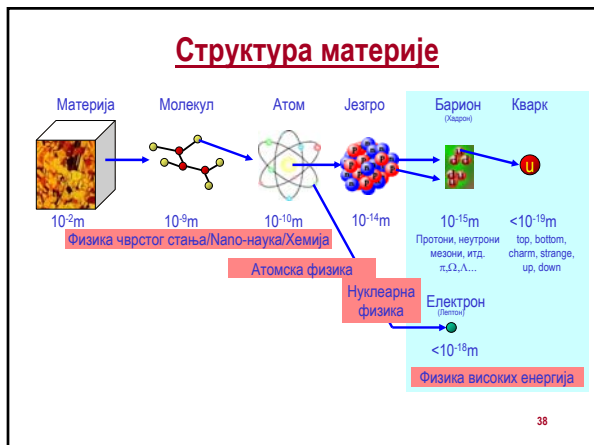 Структура материје
Материја Молекул Атом Језгро Барион Кварк
(Хадрон)
u
10-2m 10-9m 10-10m 10-14m 10-15m <10-19m
Физика чврстог стања/Nano-наука/Хемија
Протони, неутрони
мезони, итд.
π,Ω,Λ...
top, bottom,
charm, strange,
up, down
Атомска физика
Нуклеарна
физика
Електрон
(Лептон)
<10-18m
Физика високих енергија
38